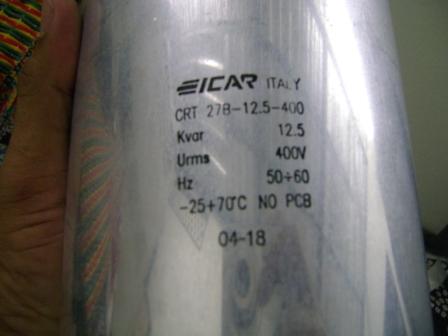 ICAR ITALY
CRT 27B-12.5-400
Kvar 12.5
Urms 400V
Hz 50÷60
-25+70°C NO PCB
04-18